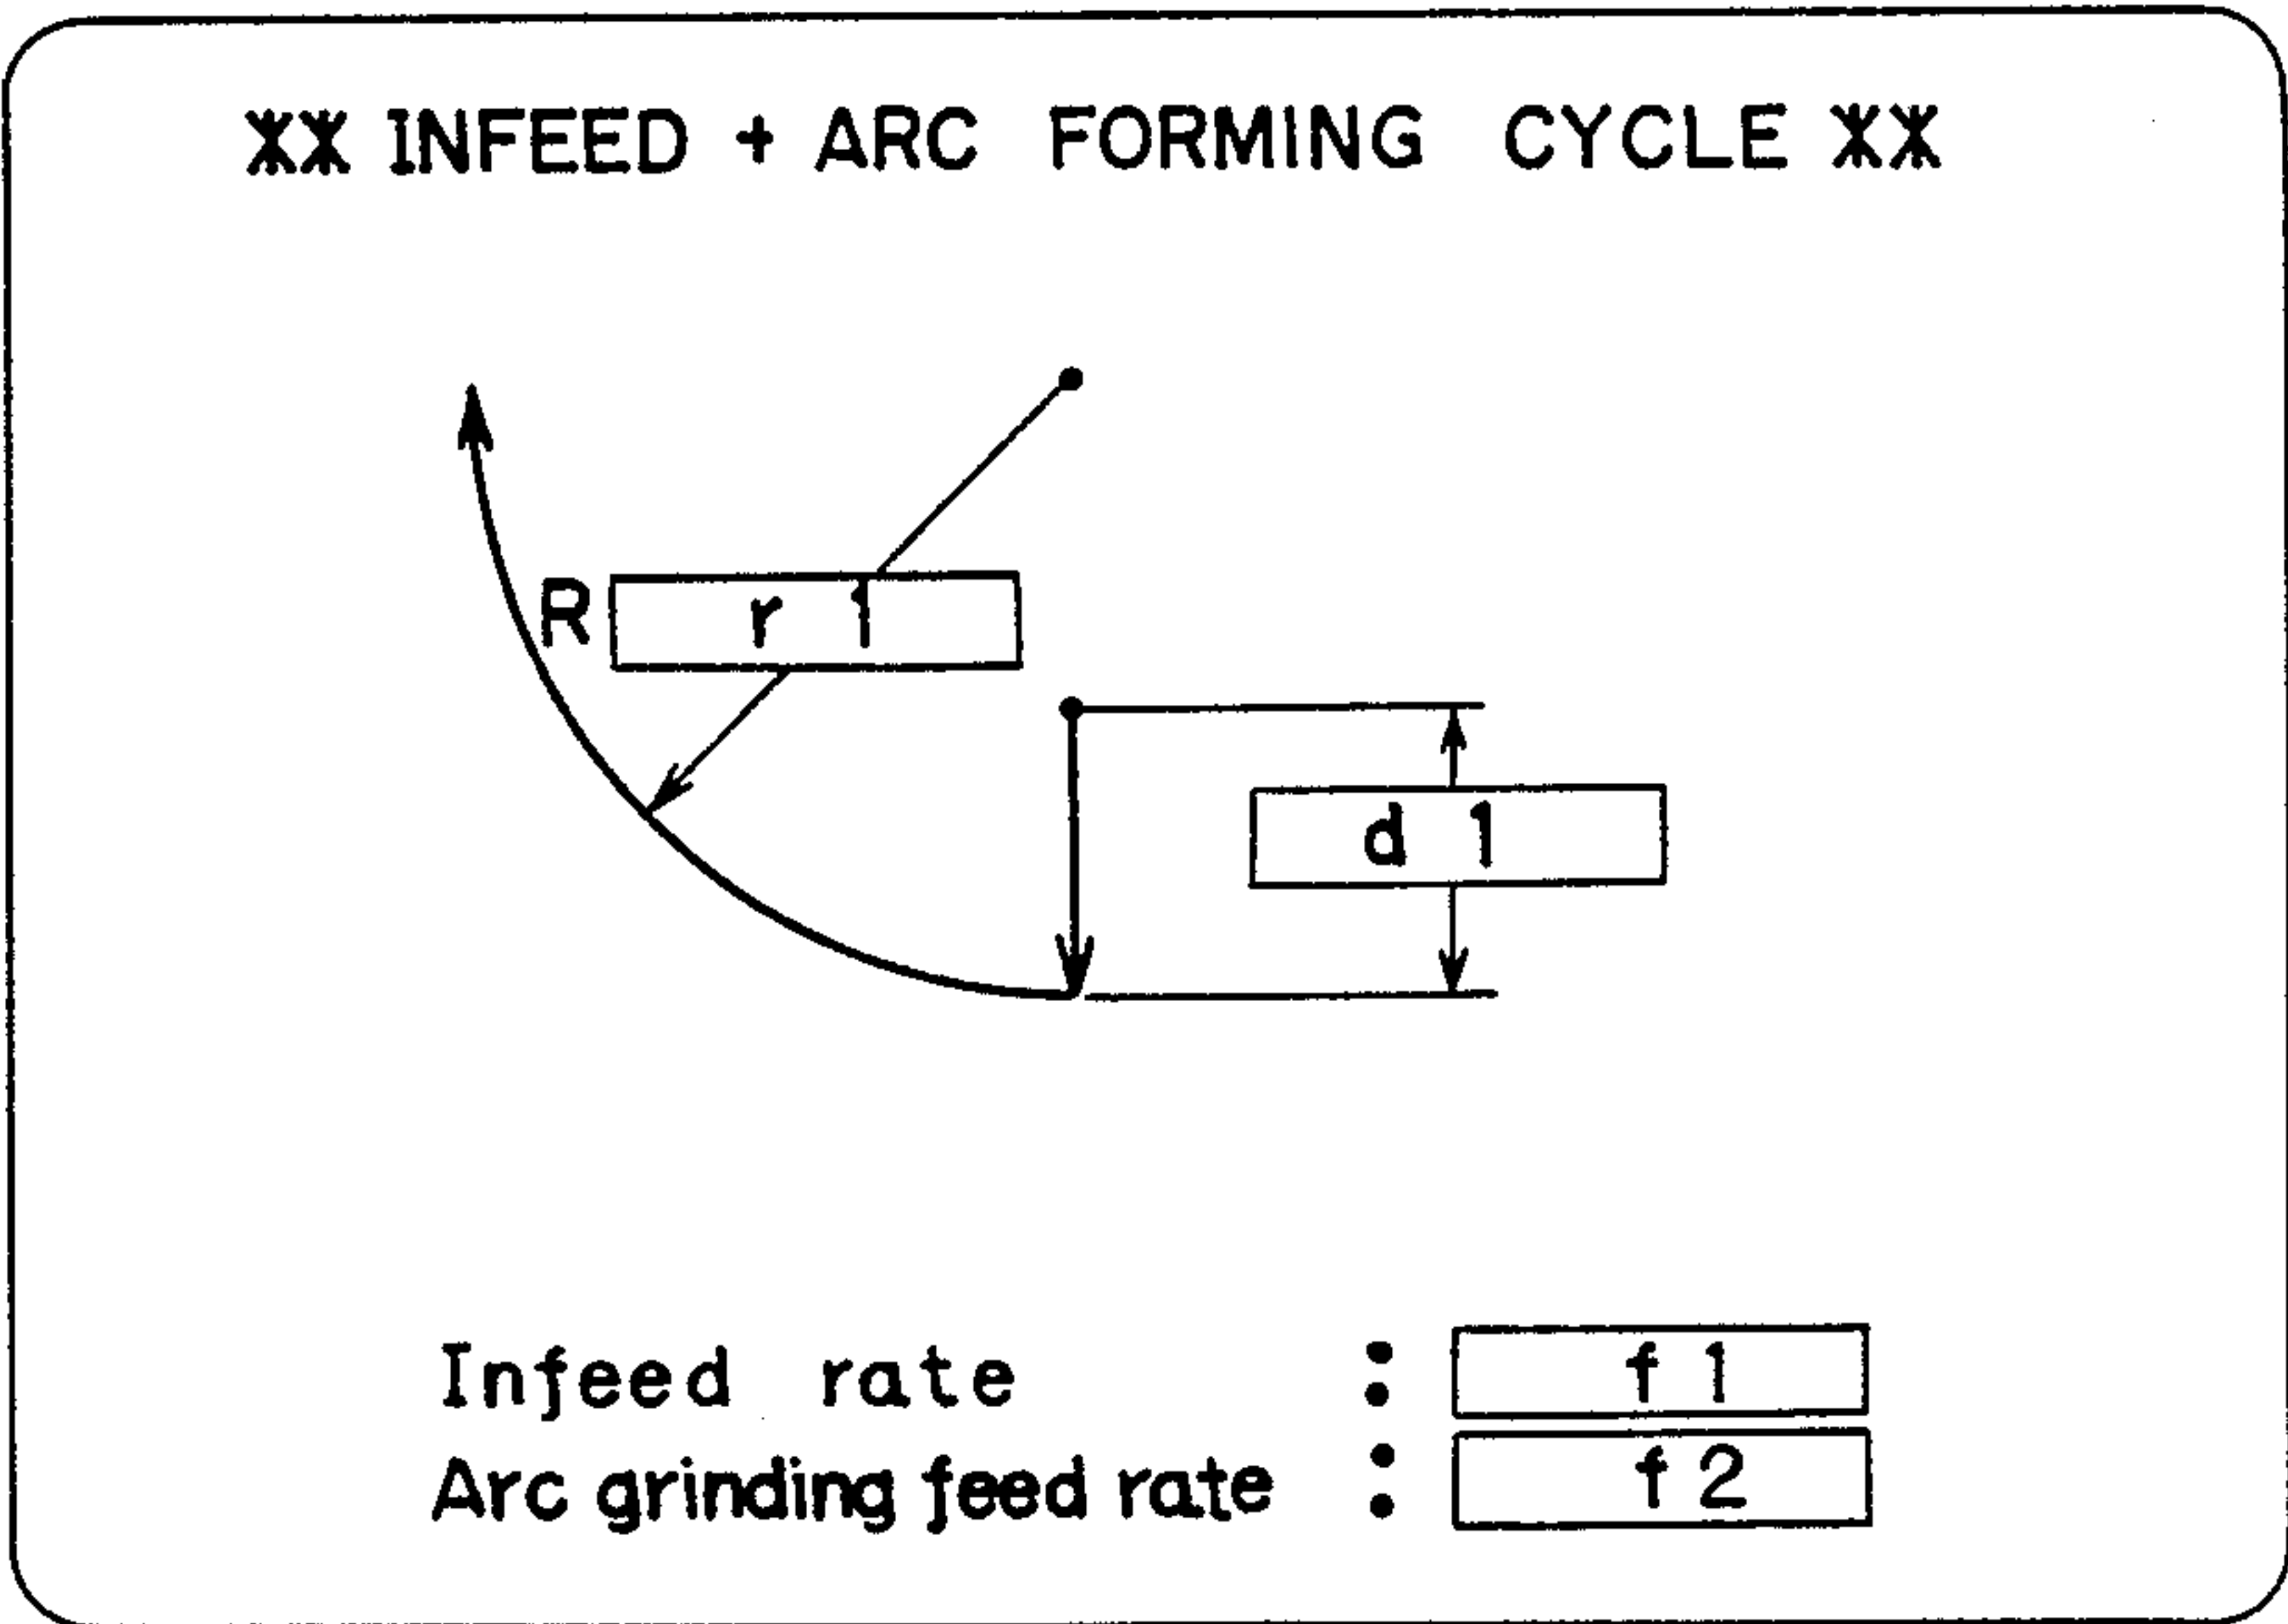 ** INFEED + ARC FORMING CYCLE **
R r 1
d 1
Infeed rate : f 1
Arc grinding feed rate : f 2